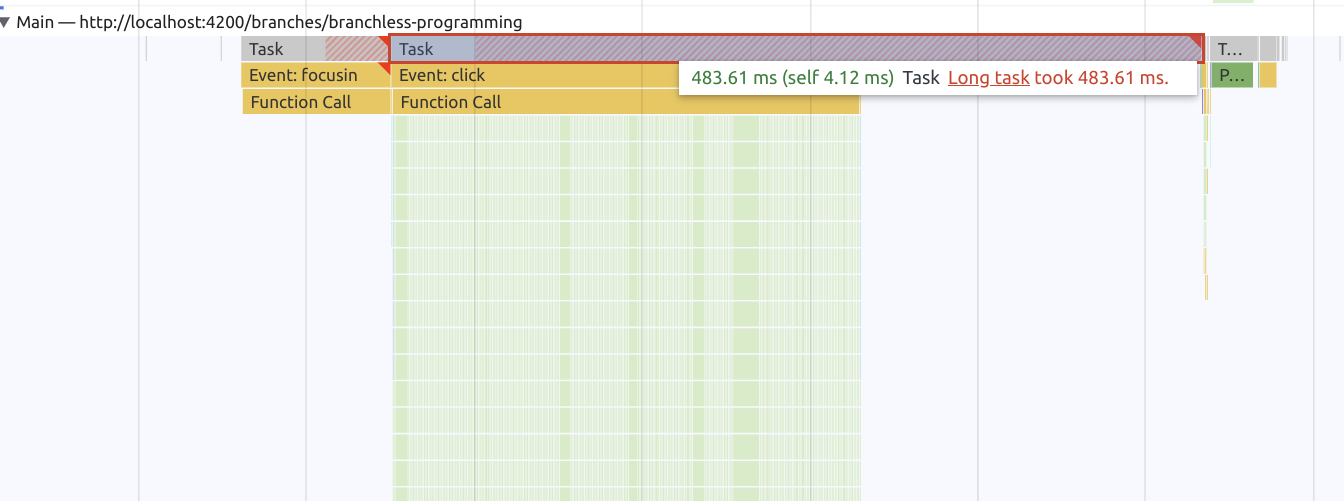 Main — http://localhost:4200/branches/branchless-programming
Task Task T...
Event: focusin Event: click P...
483.61 ms (self 4.12 ms) Task Long task took 483.61 ms.
Function Call Function Call